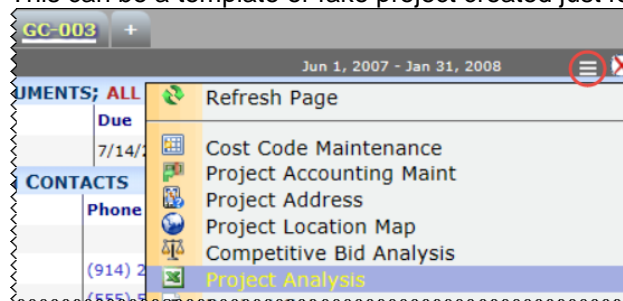 GC-003 +
Jun 1, 2007 - Jan 31, 2008
UMENTS; ALL
Refresh Page
Due
7/14/
Cost Code Maintenance
Project Accounting Maint
CONTACTS
Project Address
Phone
Project Location Map
Competitive Bid Analysis
(914) 2
Project Analysis